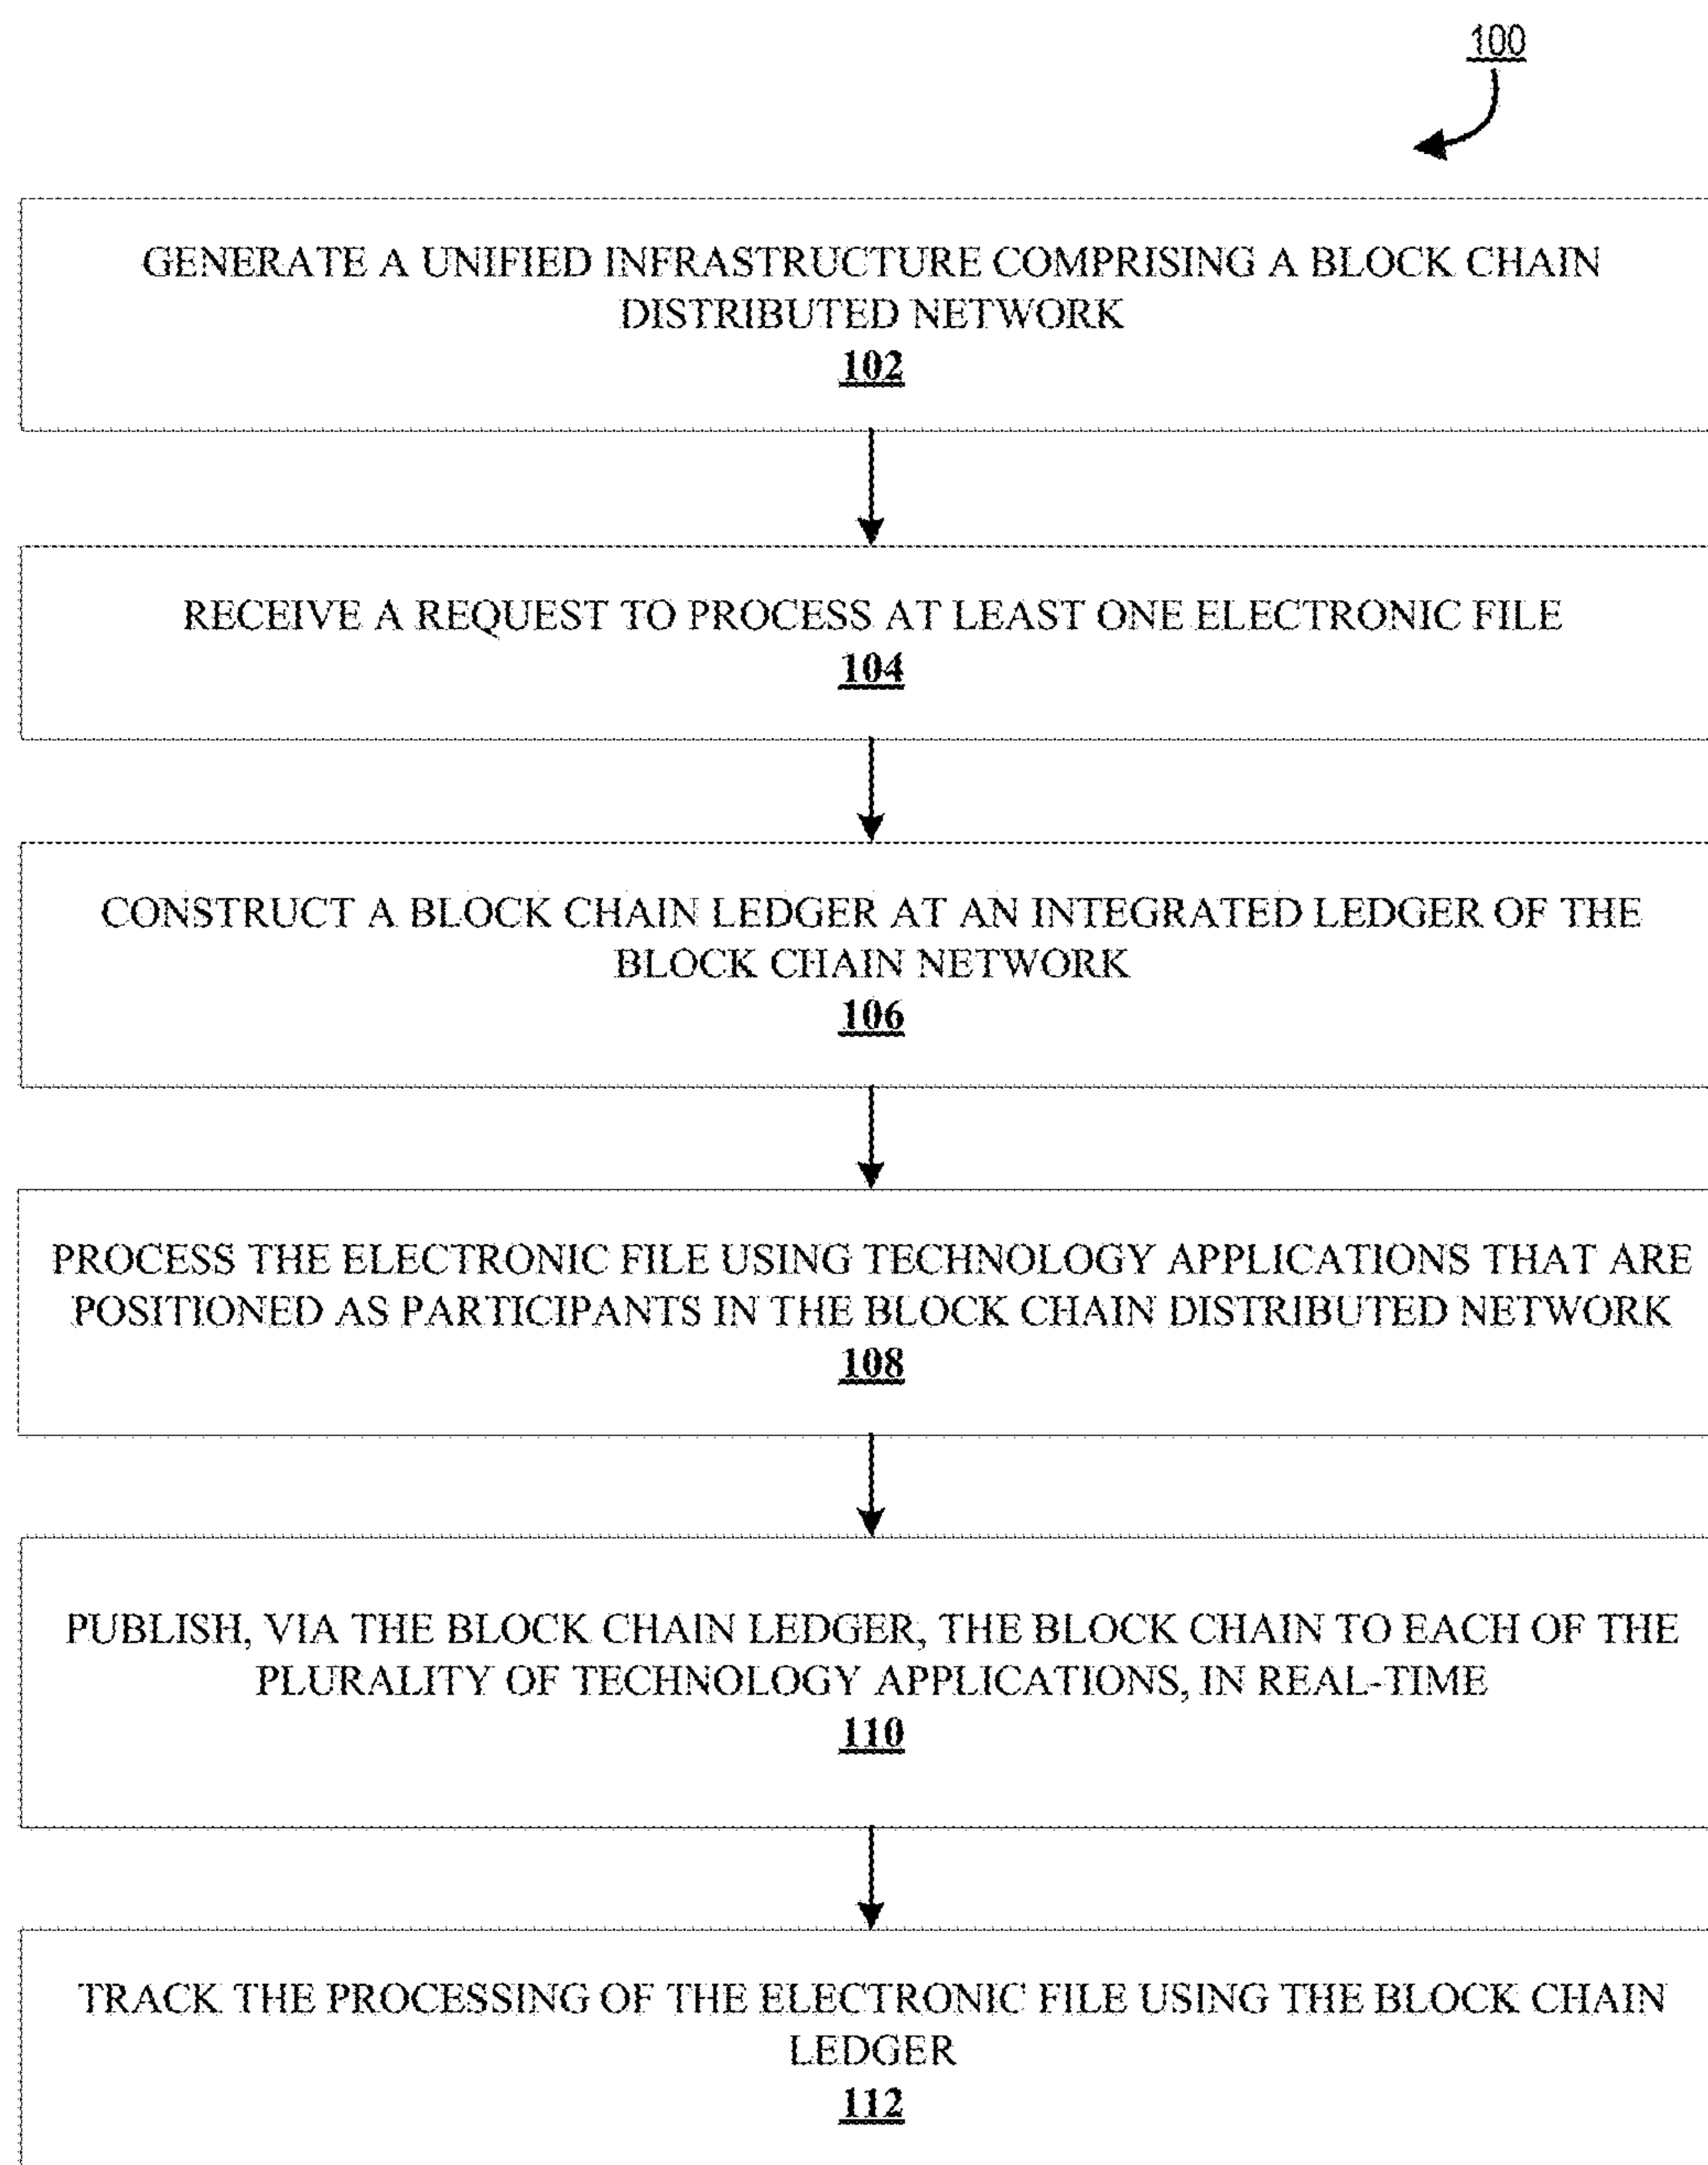 100
GENERATE A UNIFIED INFRASTRUCTURE COMPRISING A BLOCK CHAIN
DISTRIBUTED NETWORK
102
RECEIVE A REQUEST TO PROCESS AT LEAST ONE ELECTRONIC FILE
104
CONSTRUCT A BLOCK CHAIN LEDGER AT AN INTEGRATED LEDGER OF THE
BLOCK CHAIN NETWORK
106
PROCESS THE ELECTRONIC FILE USING TECHNOLOGY APPLICATIONS THAT ARE
POSITIONED AS PARTICIPANTS IN THE BLOCK CHAIN DISTRIBUTED NETWORK
108
PUBLISH, VIA THE BLOCK CHAIN LEDGER, THE BLOCK CHAIN TO EACH OF THE
PLURALITY OF TECHNOLOGY APPLICATIONS, IN REAL-TIME
110
TRACK THE PROCESSING OF THE ELECTRONIC FILE USING THE BLOCK CHAIN
LEDGER
112